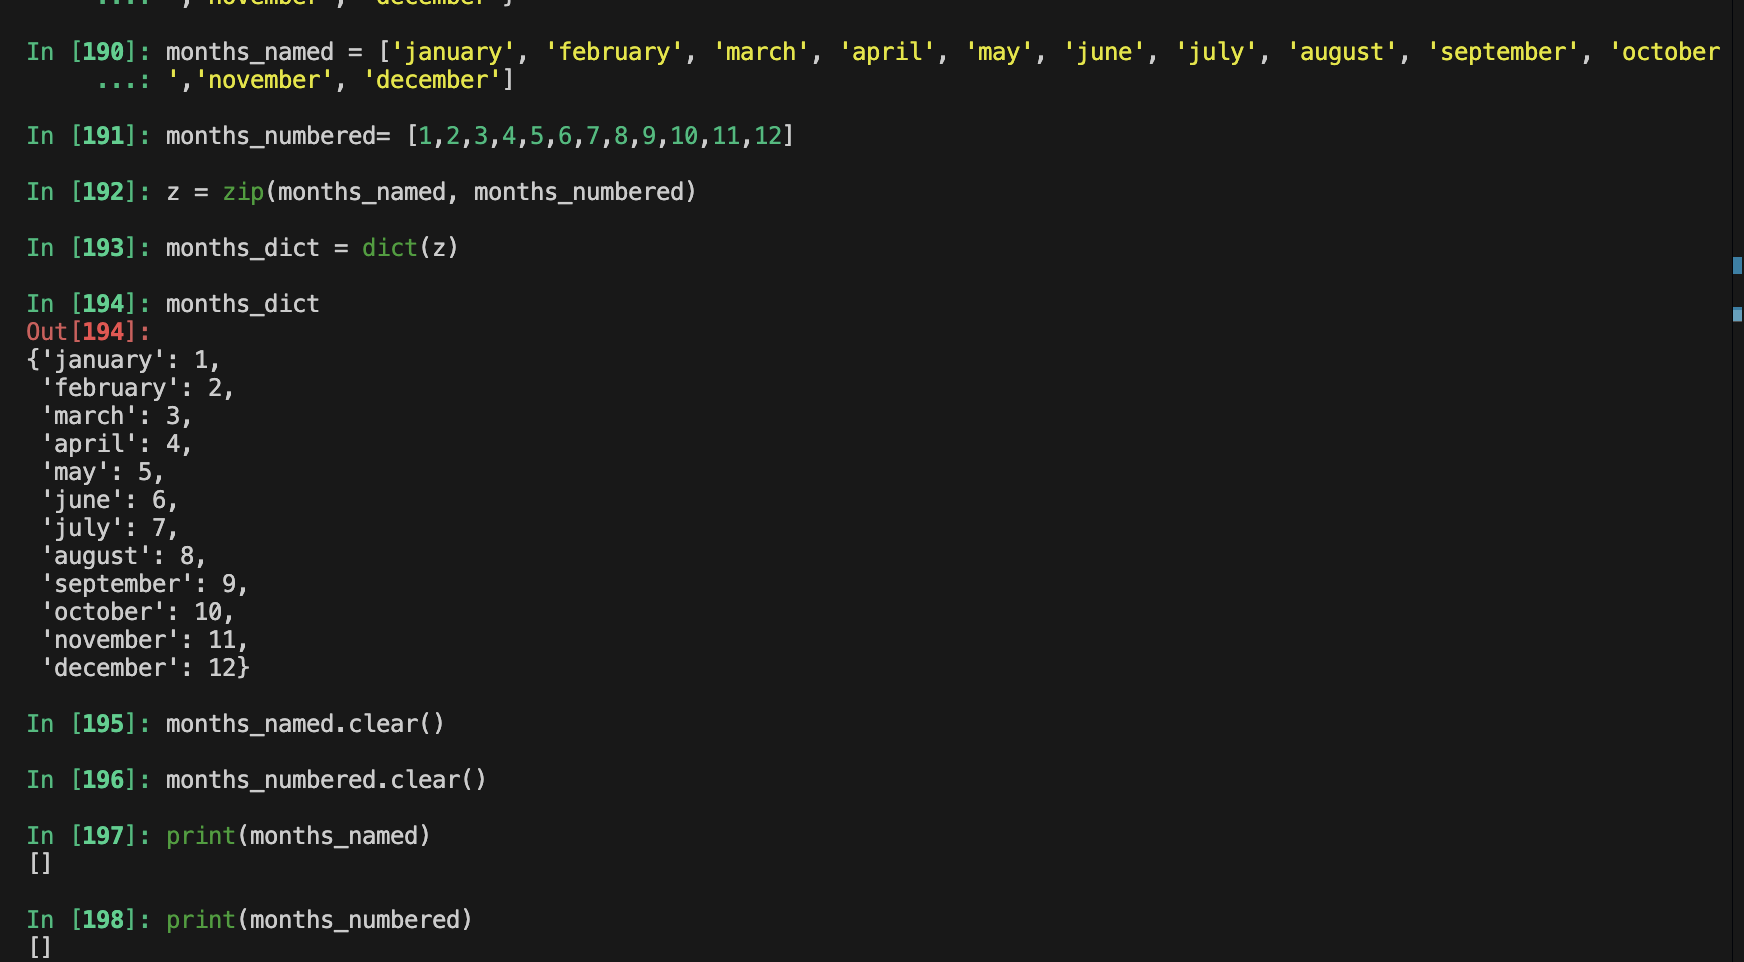 ...: ','november', 'december']
In [190]: months_named = ['january', 'february', 'march', 'april', 'may', 'june', 'july', 'august', 'september', 'october
...: ','november', 'december']
In [191]: months_numbered= [1,2,3,4,5,6,7,8,9,10,11,12]
In [192]: z = zip(months_named, months_numbered)
In [193]: months_dict = dict(z)
In [194]: months_dict
Out[194]:
{'january': 1,
'february': 2,
'march': 3,
'april': 4,
'may': 5,
'june': 6,
'july': 7,
'august': 8,
'september': 9,
'october': 10,
'november': 11,
'december': 12}
In [195]: months_named.clear()
In [196]: months_numbered.clear()
In [197]: print(months_named)
[]
In [198]: print(months_numbered)
[]